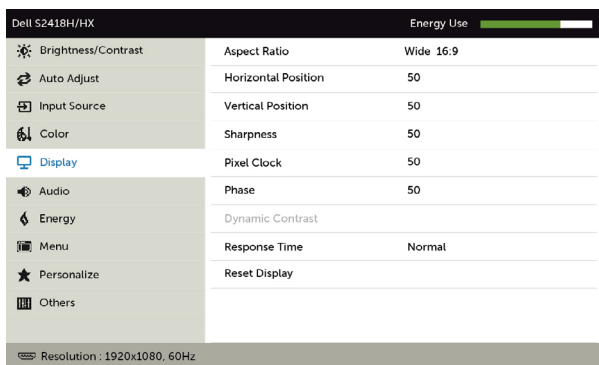 Dell S2418H/HX
Energy Use
Brightness/Contrast
Auto Adjust
Input Source
Color
Display
Audio
Energy
Menu
Personalize
Others
Aspect Ratio Wide 16:9
Horizontal Position 50
Vertical Position 50
Sharpness 50
Pixel Clock 50
Phase 50
Dynamic Contrast
Response Time Normal
Reset Display
Resolution : 1920x1080, 60Hz